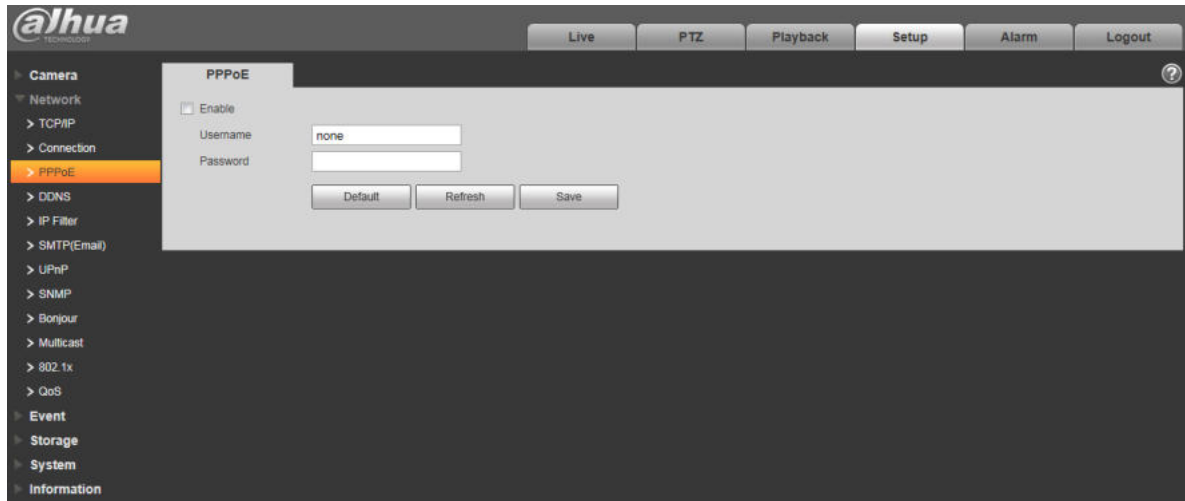 alhua
TECHNOLOGY
Live PTZ Playback Setup Alarm Logout
Camera
Network
> TCP/IP
> Connection
> PPPoE
> DDNS
> IP Filter
> SMTP(Email)
> UPnP
> SNMP
> Bonjour
> Multicast
> 802.1x
> QoS
Event
Storage
System
Information
PPPoE ?
Enable
Username none
Password
Default Refresh Save